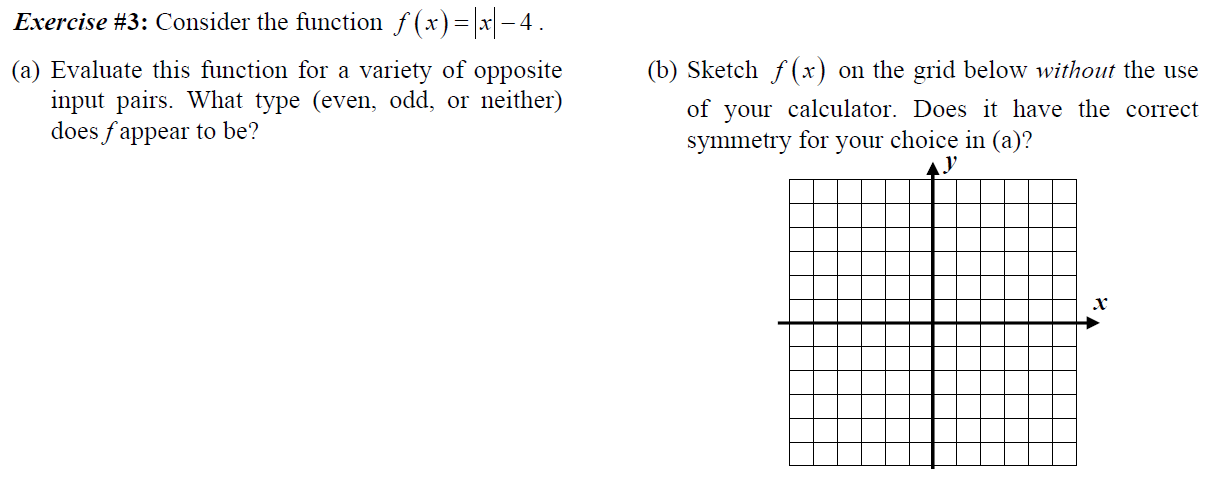 Exercise #3: Consider the function f(x)=|x|−4.
(a) Evaluate this function for a variety of opposite
input pairs. What type (even, odd, or neither)
does f appear to be?
(b) Sketch f(x) on the grid below without the use
of your calculator. Does it have the correct
symmetry for your choice in (a)?
y
x